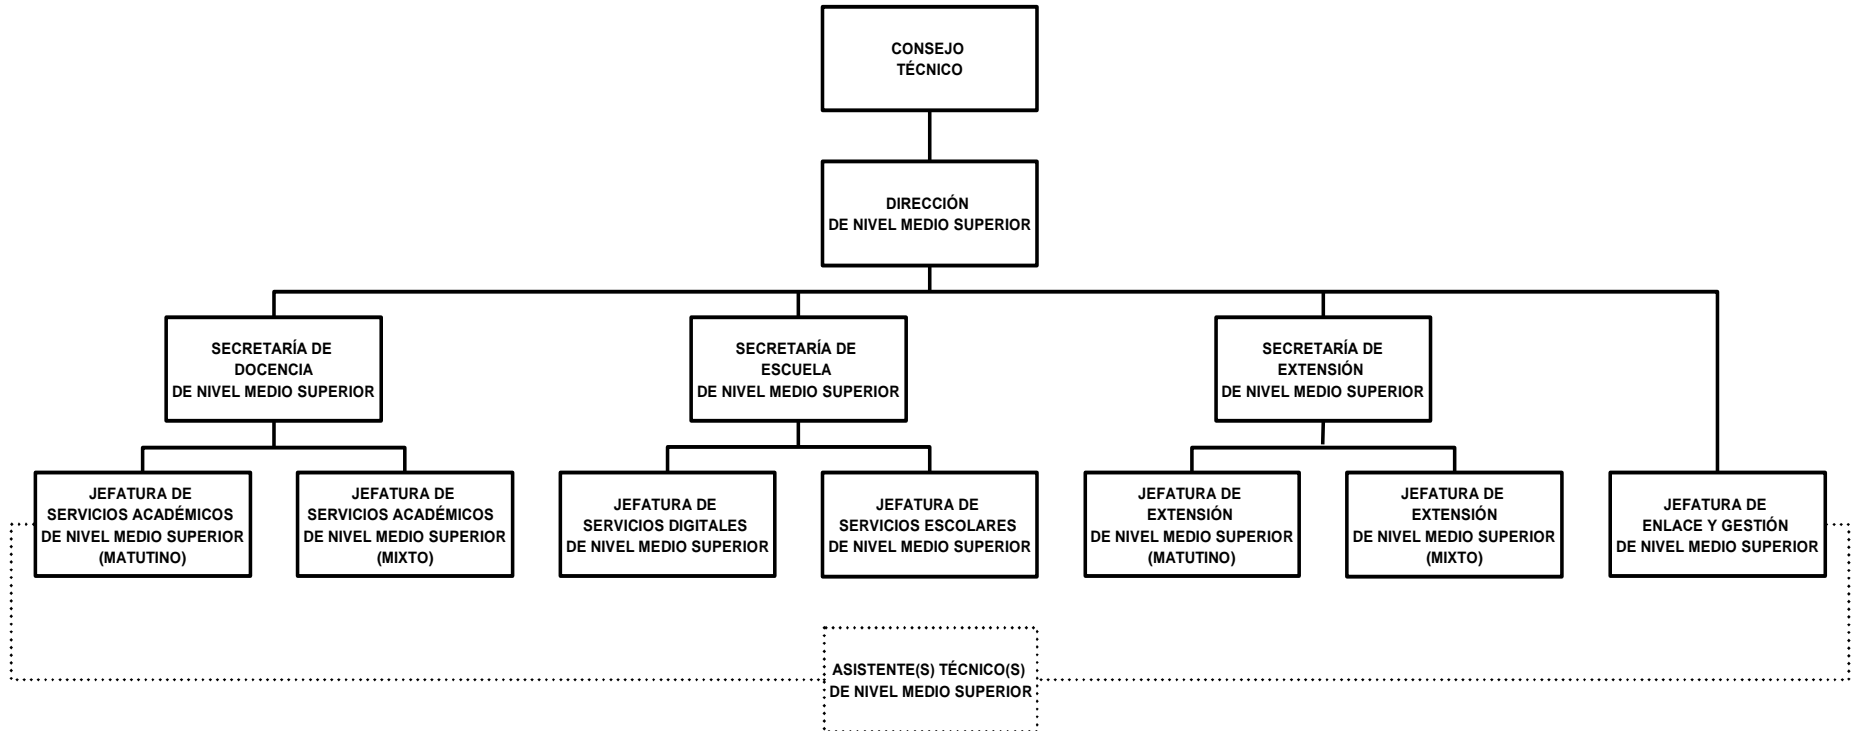 CONSEJO
TÉCNICO
DIRECCIÓN
DE NIVEL MEDIO SUPERIOR
SECRETARÍA DE
DOCENCIA
DE NIVEL MEDIO SUPERIOR
SECRETARÍA DE
ESCUELA
DE NIVEL MEDIO SUPERIOR
SECRETARÍA DE
EXTENSIÓN
DE NIVEL MEDIO SUPERIOR
JEFATURA DE
SERVICIOS ACADÉMICOS
DE NIVEL MEDIO SUPERIOR
(MATUTINO)
JEFATURA DE
SERVICIOS ACADÉMICOS
DE NIVEL MEDIO SUPERIOR
(MIXTO)
JEFATURA DE
SERVICIOS DIGITALES
DE NIVEL MEDIO SUPERIOR
JEFATURA DE
SERVICIOS ESCOLARES
DE NIVEL MEDIO SUPERIOR
JEFATURA DE
EXTENSIÓN
DE NIVEL MEDIO SUPERIOR
(MATUTINO)
JEFATURA DE
EXTENSIÓN
DE NIVEL MEDIO SUPERIOR
(MIXTO)
JEFATURA DE
ENLACE Y GESTIÓN
DE NIVEL MEDIO SUPERIOR
ASISTENTE(S) TÉCNICO(S)
DE NIVEL MEDIO SUPERIOR